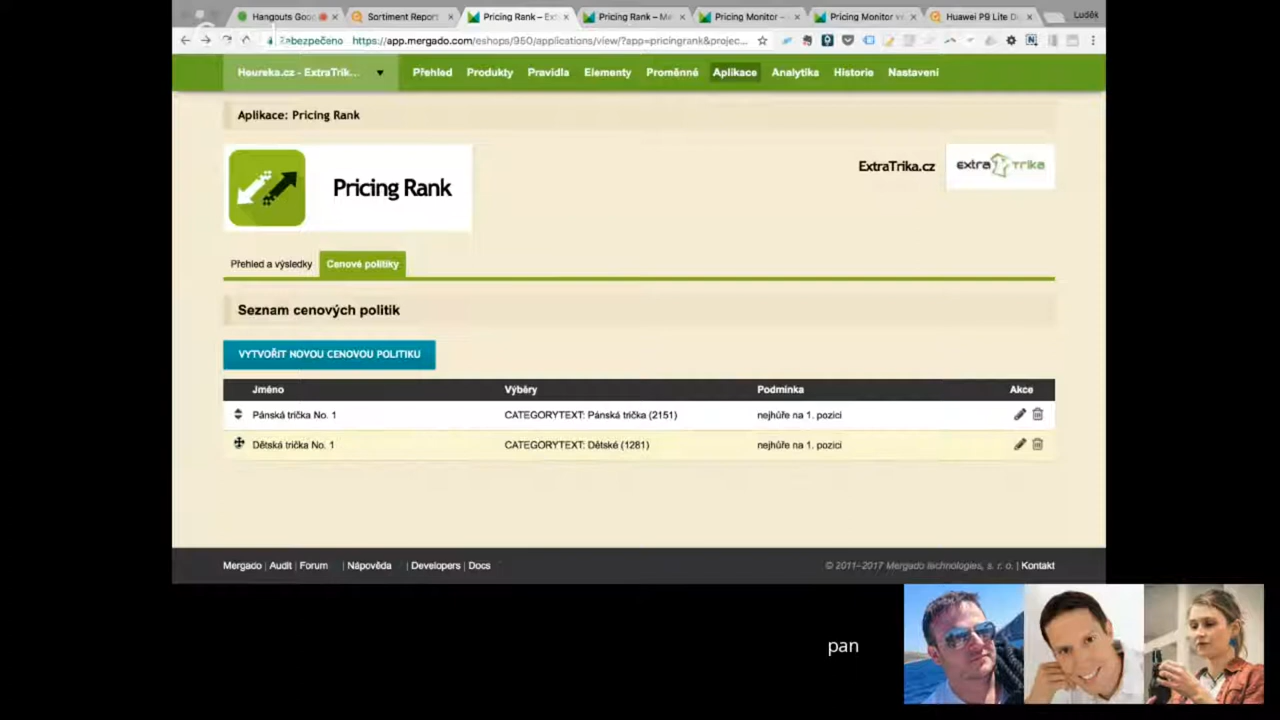 Hangouts Goo
Sortiment Report
Pricing Rank – Ex
Pricing Rank – Me
Pricing Monitor –
Pricing Monitor v
Huawei P9 Lite D
Luděk
Zabezpečeno
https://app.mergado.com/eshops/950/applications/view/?app=pricingrank&projec...
Heureka.cz - ExtraTrik...
Přehled
Produkty
Pravidla
Elementy
Proměnné
Aplikace
Analytika
Historie
Nastavení
Aplikace: Pricing Rank
Pricing Rank
ExtraTrika.cz
extra Trika
Přehled a výsledky
Cenové politiky
Seznam cenových politik
VYTVOŘIT NOVOU CENOVOU POLITIKU
Jméno Výběry Podmínka Akce
Pánská trička No. 1 CATEGORYTEXT: Pánská trička (2151) nejhůře na 1. pozici
Dětská trička No. 1 CATEGORYTEXT: Dětské (1281) nejhůře na 1. pozici
Mergado | Audit | Forum | Nápověda | Developers | Docs
© 2011–2017 Mergado technologies, s. r. o. | Kontakt
pan